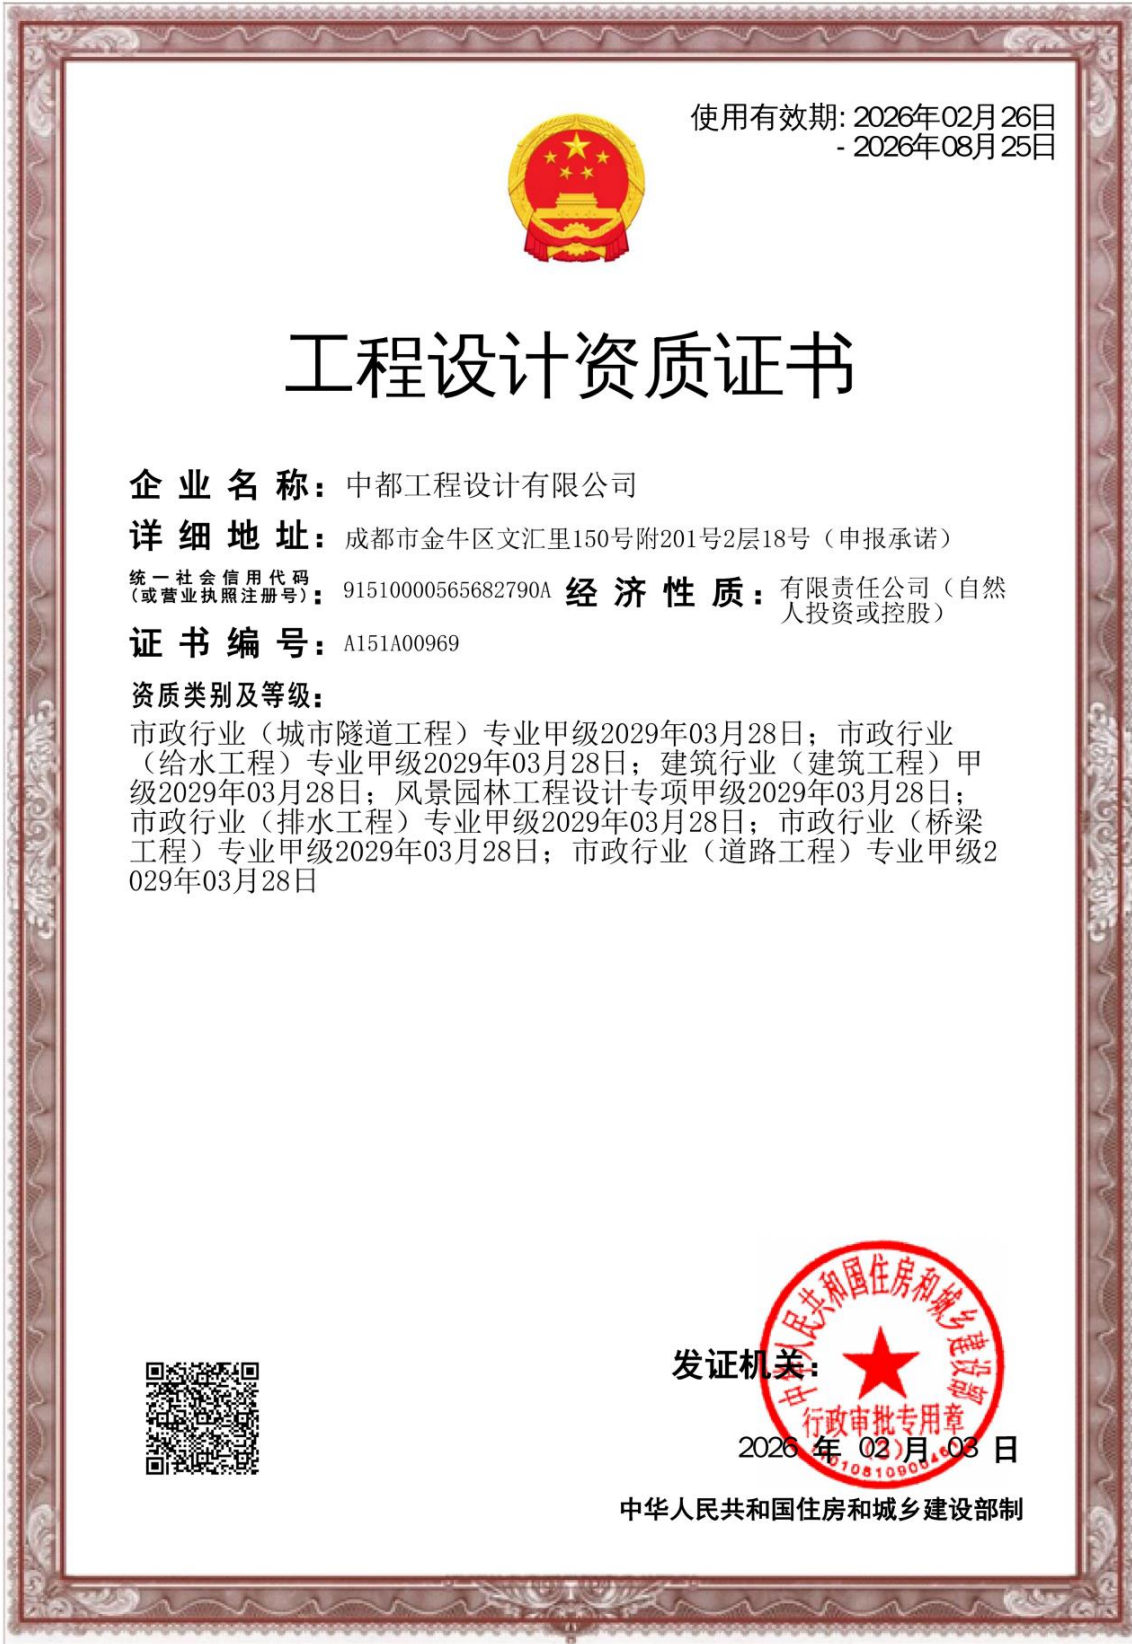 使用有效期: 2026年02月26日
- 2026年08月25日
工程设计资质证书
企业名称：中都工程设计有限公司
详细地址：成都市金牛区文汇里150号附201号2层18号（申报承诺）
统一社会信用代码
（或营业执照注册号）：91510000565682790A 经济性质：有限责任公司（自然
人投资或控股）
证书编号：A151A00969
资质类别及等级：
市政行业（城市隧道工程）专业甲级2029年03月28日；市政行业
（给水工程）专业甲级2029年03月28日；建筑行业（建筑工程）甲
级2029年03月28日；风景园林工程设计专项甲级2029年03月28日；
市政行业（排水工程）专业甲级2029年03月28日；市政行业（桥梁
工程）专业甲级2029年03月28日；市政行业（道路工程）专业甲级2
029年03月28日
中华人民共和国住房和城乡建设部
发证机关：
行政审批专用章
2026 年 02 月 03 日
中华人民共和国住房和城乡建设部制